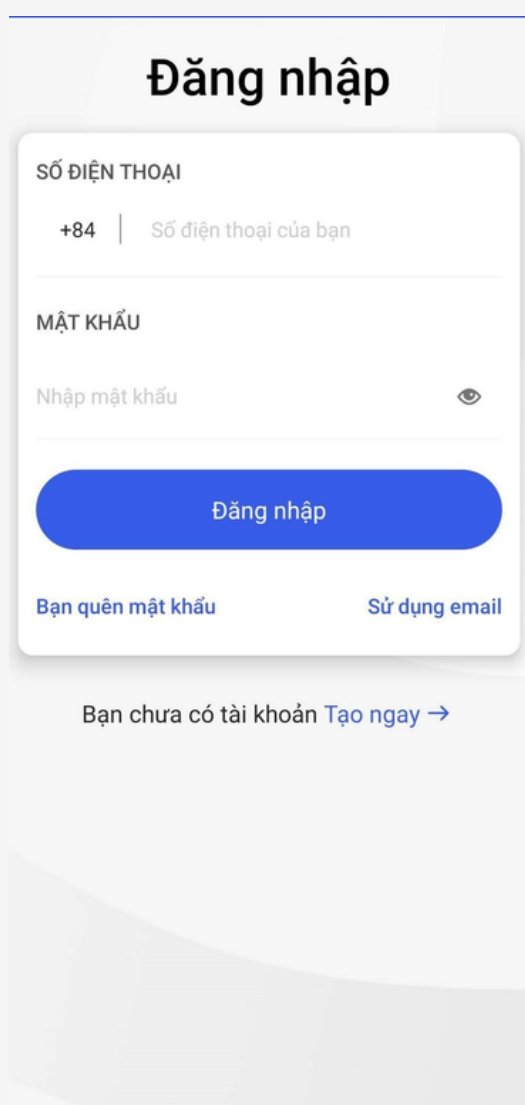 Đăng nhập
SỐ ĐIỆN THOẠI
+84 Số điện thoại của bạn
MẬT KHẨU
Nhập mật khẩu
Đăng nhập
Bạn quên mật khẩu Sử dụng email
Bạn chưa có tài khoản Tạo ngay →